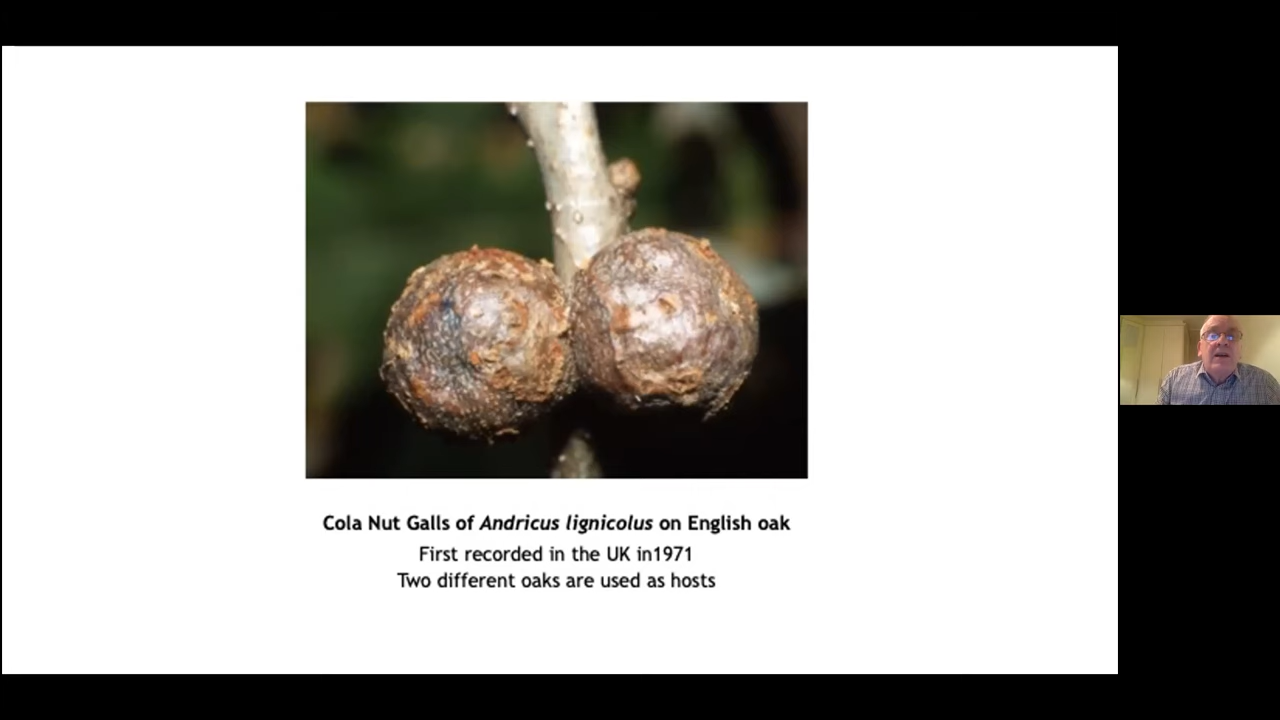 Cola Nut Galls of Andricus lignicolus on English oak
First recorded in the UK in1971
Two different oaks are used as hosts